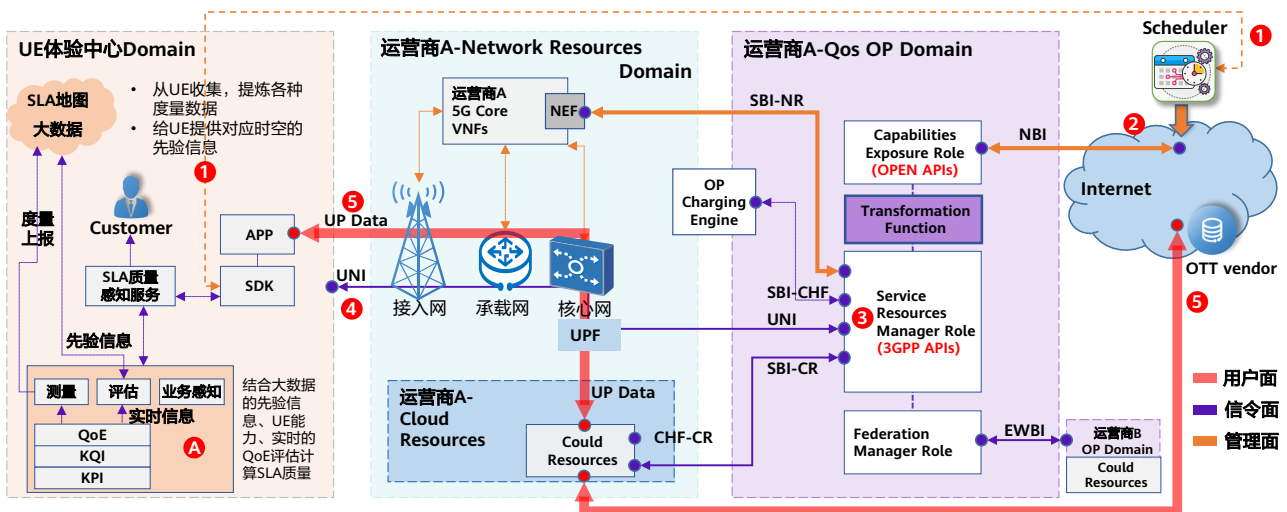 UE体验中心Domain
SLA地图
大数据
• 从UE收集，提炼各种
度量数据
• 给UE提供对应时空的
先验信息
1
度量
上报
Customer
APP
SDK
SLA质量
感知服务
先验信息
测量
评估
业务感知
实时信息
QoE
KQI
KPI
A
结合大数据
的先验信
息、UE能
力、实时的
QoE评估计
算SLA质量
5
UP Data
UNI
4
运营商A-Network Resources
Domain
运营商A
5G Core
VNFs
NEF
接入网
承载网
核心网
UPF
UP Data
运营商A-
Cloud
Resources
Could
Resources
CHF-CR
运营商A-Qos OP Domain
SBI-NR
OP
Charging
Engine
SBI-CHF
UNI
SBI-CR
Capabilities
Exposure Role
(OPEN APIs)
Transformation
Function
3
Service
Resources
Manager Role
(3GPP APIs)
Federation
Manager Role
NBI
EWBI
运营商B
OP Domain
Could
Resources
Scheduler
1
2
Internet
OTT vendor
5
用户面
信令面
管理面